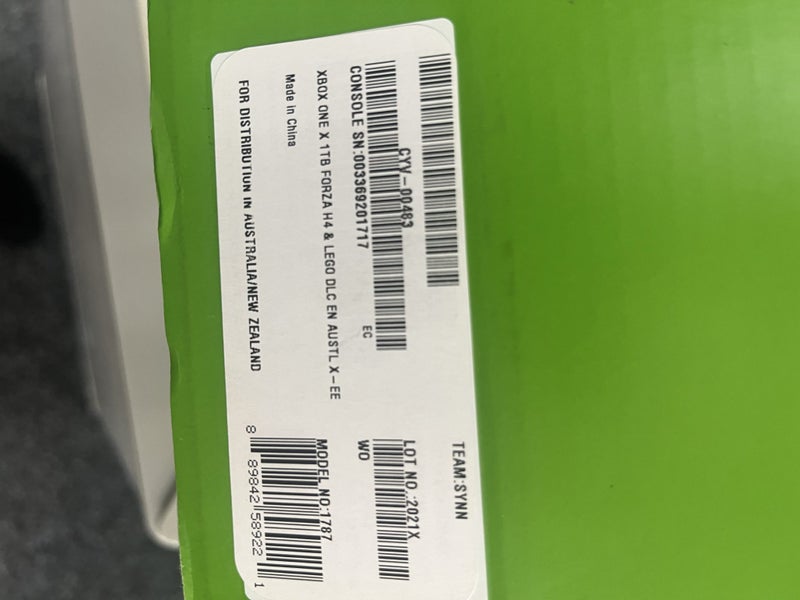 CYV-00483
TEAM:SYNN
CONSOLE SN:003369201717
EC
LOT NO.:2021X
WO
XBOX ONE X 1TB FORZA H4 & LEGO DLC EN AUSTL X-EE
Made in China
MODEL NO:1787
FOR DISTRIBUTION IN AUSTRALIA/NEW ZEALAND
8 89842 58922 1